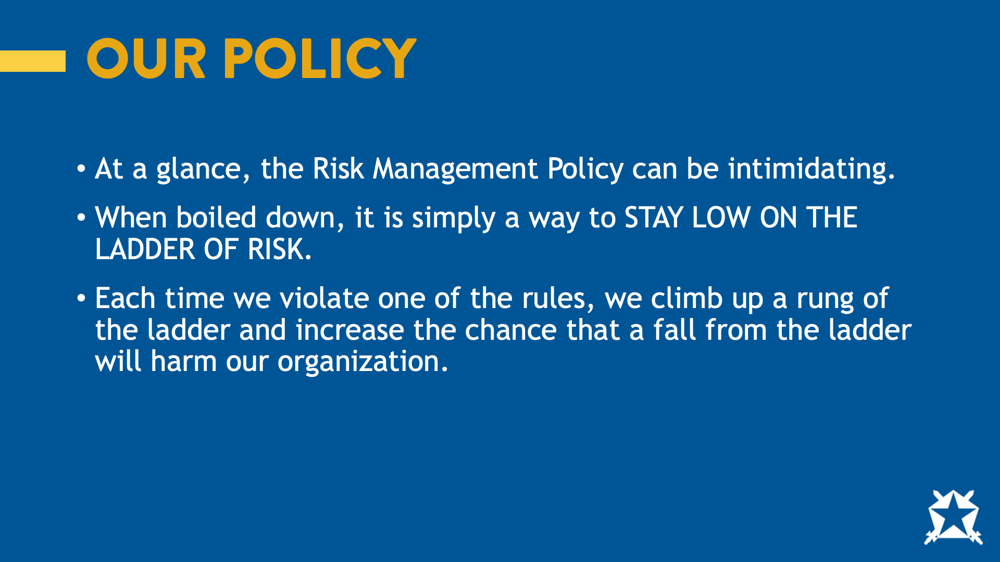 OUR POLICY
• At a glance, the Risk Management Policy can be intimidating.
• When boiled down, it is simply a way to STAY LOW ON THE
LADDER OF RISK.
• Each time we violate one of the rules, we climb up a rung of
the ladder and increase the chance that a fall from the ladder
will harm our organization.